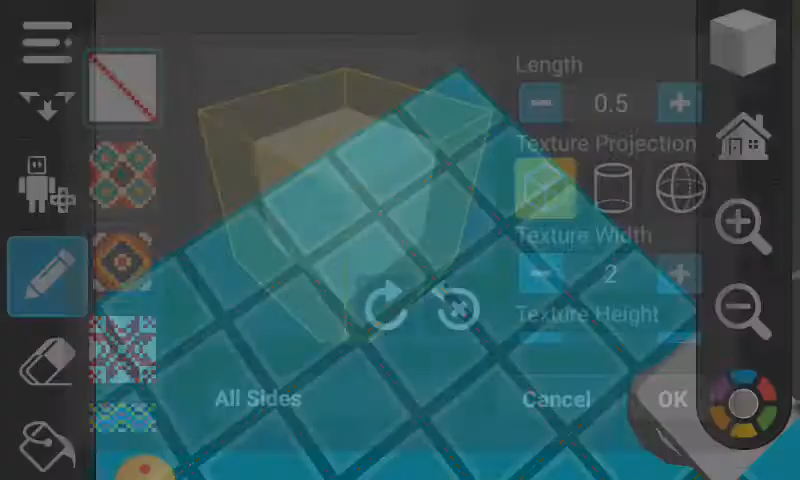 Length
0.5
Texture Projection
Texture Width
2
Texture Height
All Sides
Cancel
OK